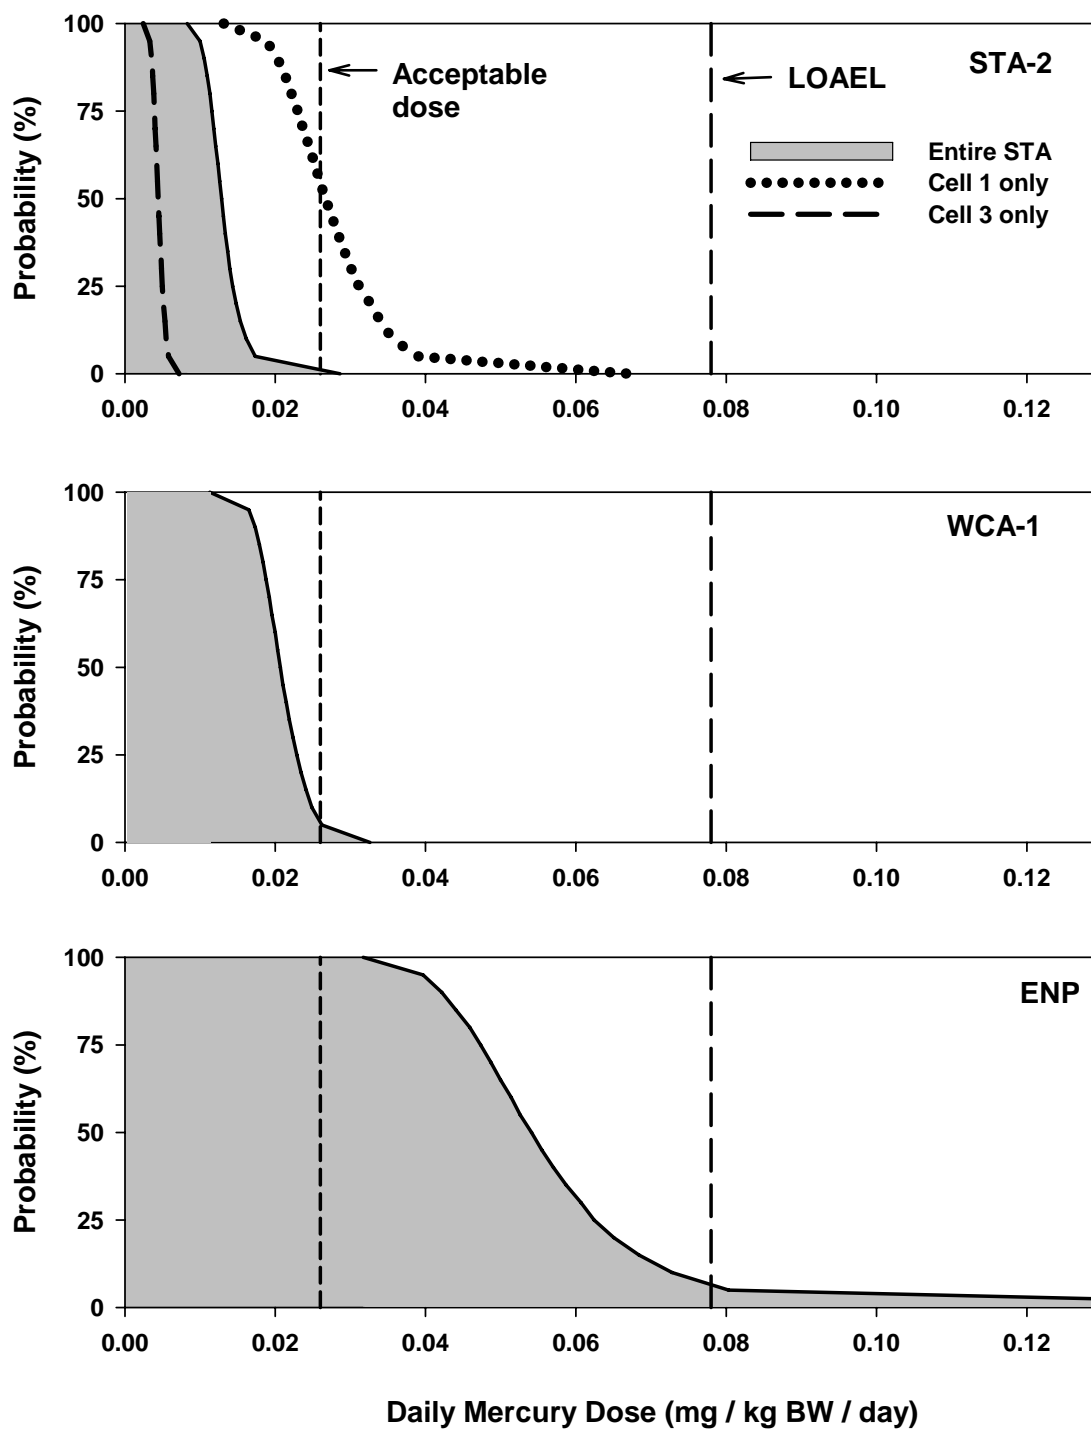 100
75
50
25
0
Probability (%)
STA-2
Acceptable
dose
LOAEL
Entire STA
Cell 1 only
Cell 3 only
0.00 0.02 0.04 0.06 0.08 0.10 0.12
100
75
50
25
0
Probability (%)
WCA-1
0.00 0.02 0.04 0.06 0.08 0.10 0.12
100
75
50
25
0
Probability (%)
ENP
0.00 0.02 0.04 0.06 0.08 0.10 0.12
Daily Mercury Dose (mg / kg BW / day)